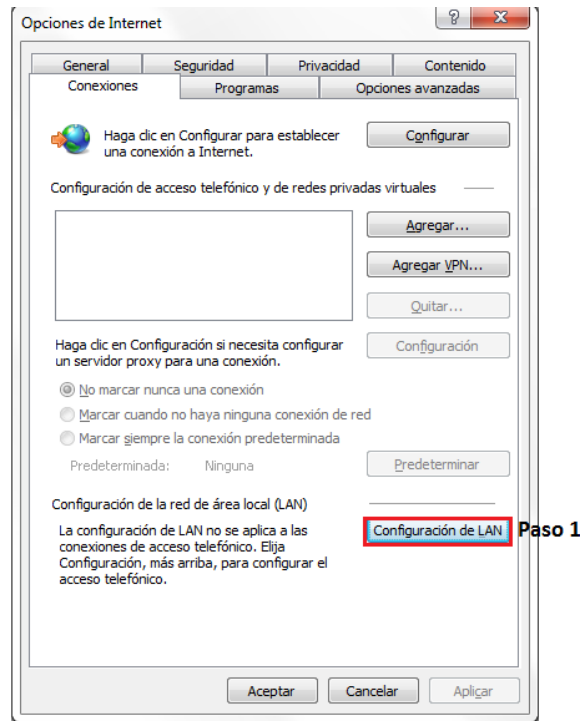 Opciones de Internet
General Seguridad Privacidad Contenido
Conexiones Programas Opciones avanzadas
Haga clic en Configurar para establecer
una conexión a Internet.
Configurar
Configuración de acceso telefónico y de redes privadas virtuales
Agregar...
Agregar VPN...
Quitar...
Haga clic en Configuración si necesita configurar
un servidor proxy para una conexión.
Configuración
No marcar nunca una conexión
Marcar cuando no haya ninguna conexión de red
Marcar siempre la conexión predeterminada
Predeterminada: Ninguna
Predeterminar
Configuración de la red de área local (LAN)
La configuración de LAN no se aplica a las
conexiones de acceso telefónico. Elija
Configuración, más arriba, para configurar el
acceso telefónico.
Configuración de LAN Paso 1
Aceptar Cancelar Aplicar